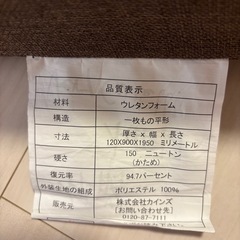 品質表示
材料 ウレタンフォーム
構造 一枚もの平形
寸法 厚さ×幅×長さ
120X900X1950 ミリメートル
硬さ 150 ニュートン
(かため)
復元率 94.7パーセント
外装生地の組成 ポリエステル 100%
販売元 株式会社カインズ
[お問い合わせ先]
0120-87-7111